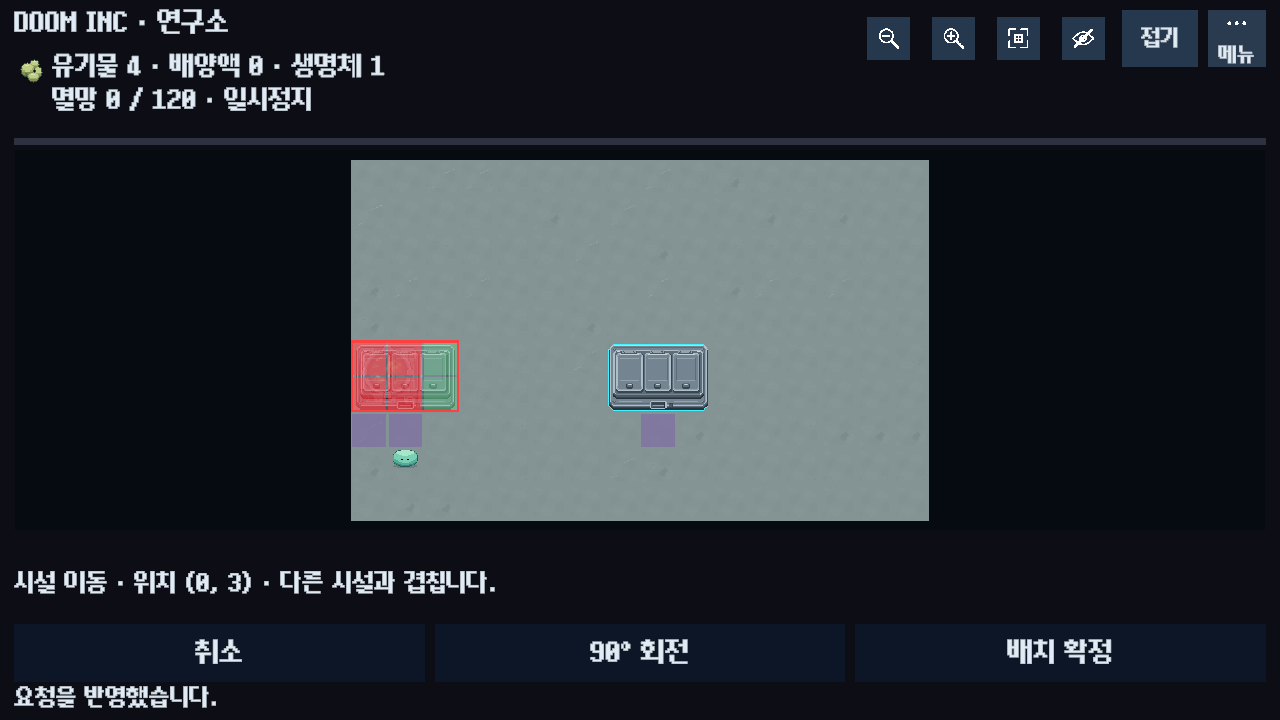 DOOM INC · 연구소
유기물 4 · 배양액 0 · 생명체 1
멸망 0 / 120 · 일시정지
접기
메뉴
시설 이동 · 위치 (0, 3) · 다른 시설과 겹칩니다.
취소
90° 회전
배치 확정
요청을 반영했습니다.